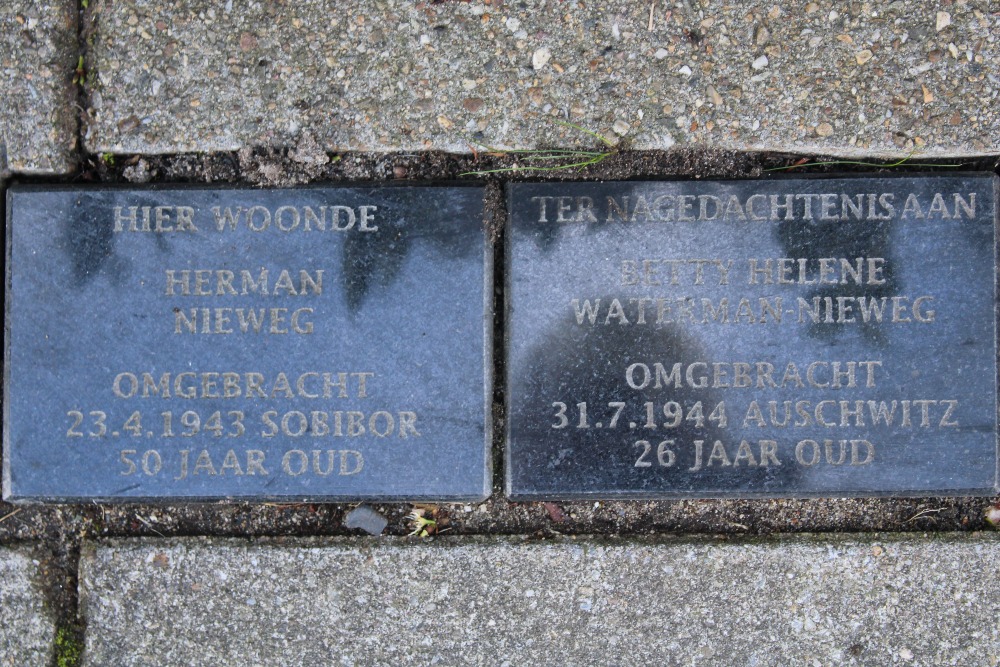 HIER WOONDE
HERMAN
NIEWEG
OMGEBRACHT
23.4.1943 SOBIBOR
50 JAAR OUD
TER NAGEDACHTENIS AAN
BETTY HELENE
WATERMAN-NIEWEG
OMGEBRACHT
31.7.1944 AUSCHWITZ
26 JAAR OUD